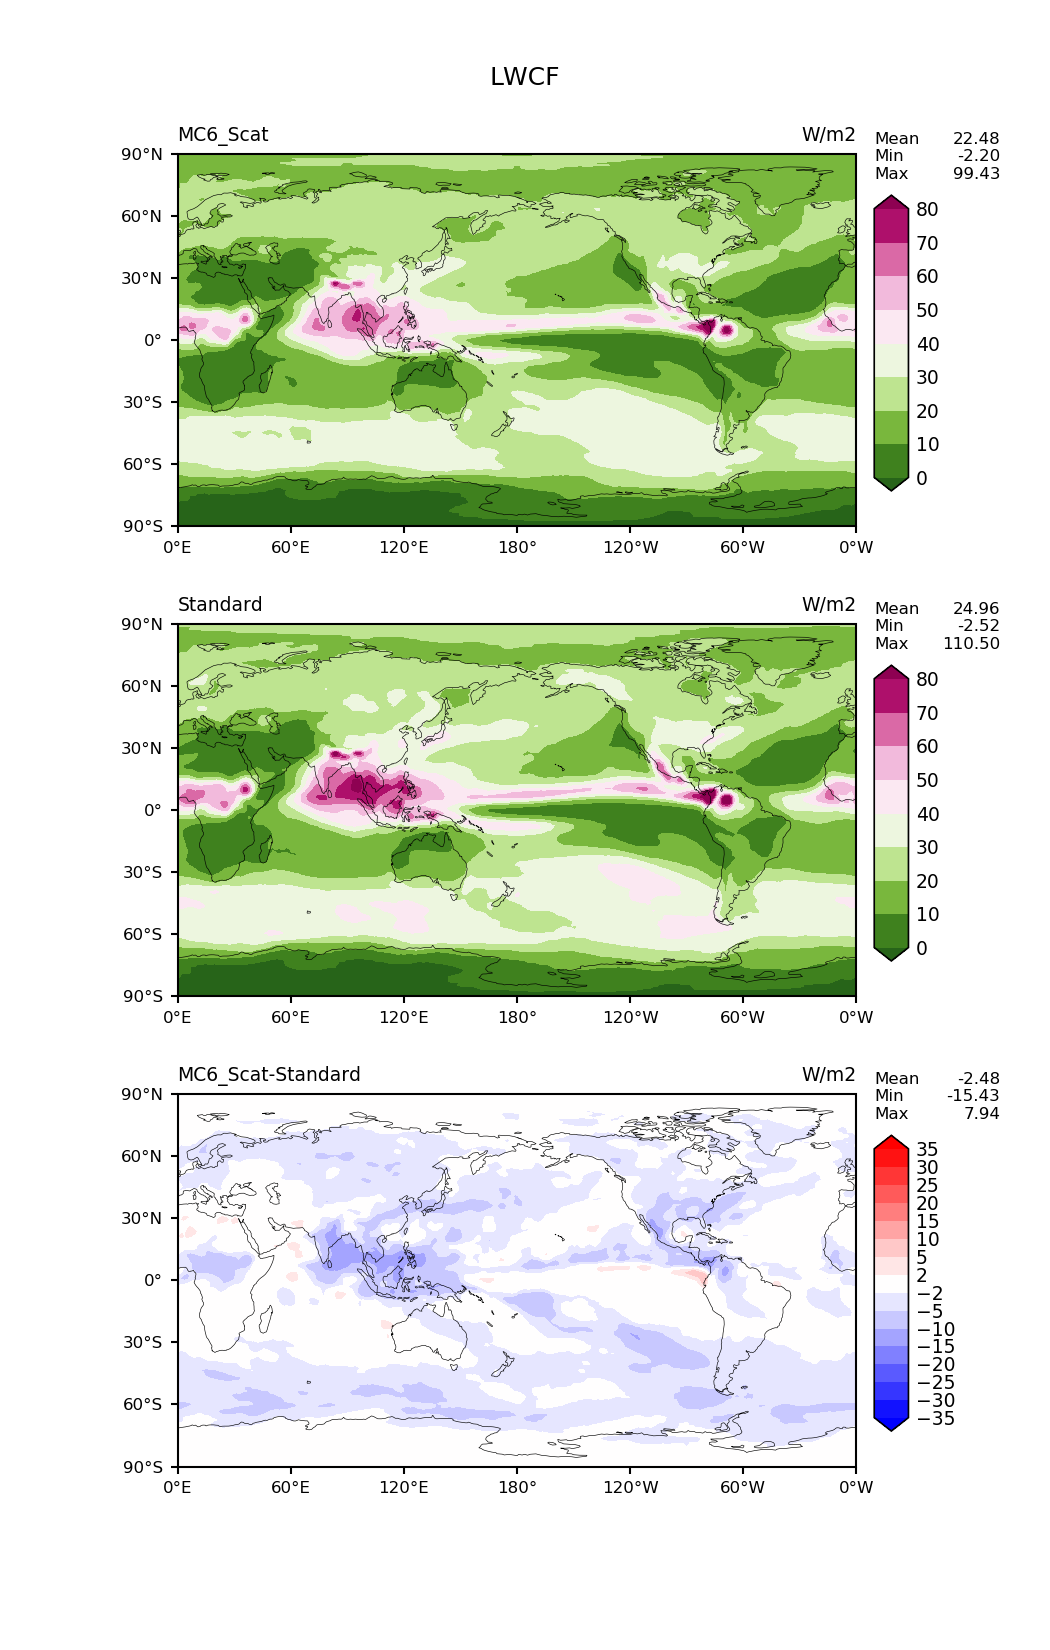 LWCF
MC6_Scat W/m2
Mean 22.48
Min -2.20
Max 99.43
90°N
60°N
30°N
0°
30°S
60°S
90°S
0°E 60°E 120°E 180° 120°W 60°W 0°W
80
70
60
50
40
30
20
10
0
Standard W/m2
Mean 24.96
Min -2.52
Max 110.50
90°N
60°N
30°N
0°
30°S
60°S
90°S
0°E 60°E 120°E 180° 120°W 60°W 0°W
80
70
60
50
40
30
20
10
0
MC6_Scat-Standard W/m2
Mean -2.48
Min -15.43
Max 7.94
90°N
60°N
30°N
0°
30°S
60°S
90°S
0°E 60°E 120°E 180° 120°W 60°W 0°W
35
30
25
20
15
10
5
2
−2
−5
−10
−15
−20
−25
−30
−35